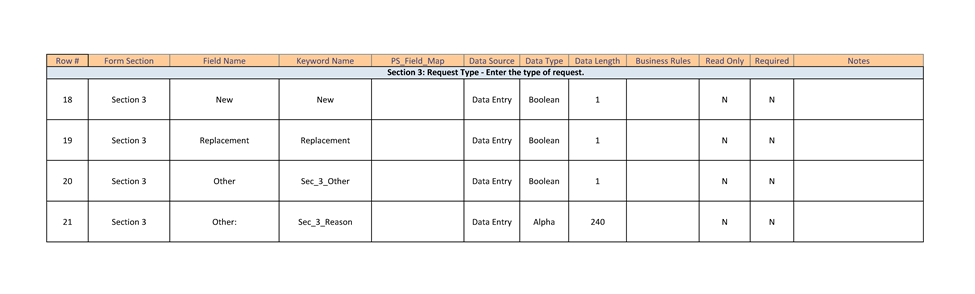 Row # Form Section Field Name Keyword Name PS_Field_Map Data Source Data Type Data Length Business Rules Read Only Required Notes
Section 3: Request Type - Enter the type of request.
18 Section 3 New New Data Entry Boolean 1 N N
19 Section 3 Replacement Replacement Data Entry Boolean 1 N N
20 Section 3 Other Sec_3_Other Data Entry Boolean 1 N N
21 Section 3 Other: Sec_3_Reason Data Entry Alpha 240 N N